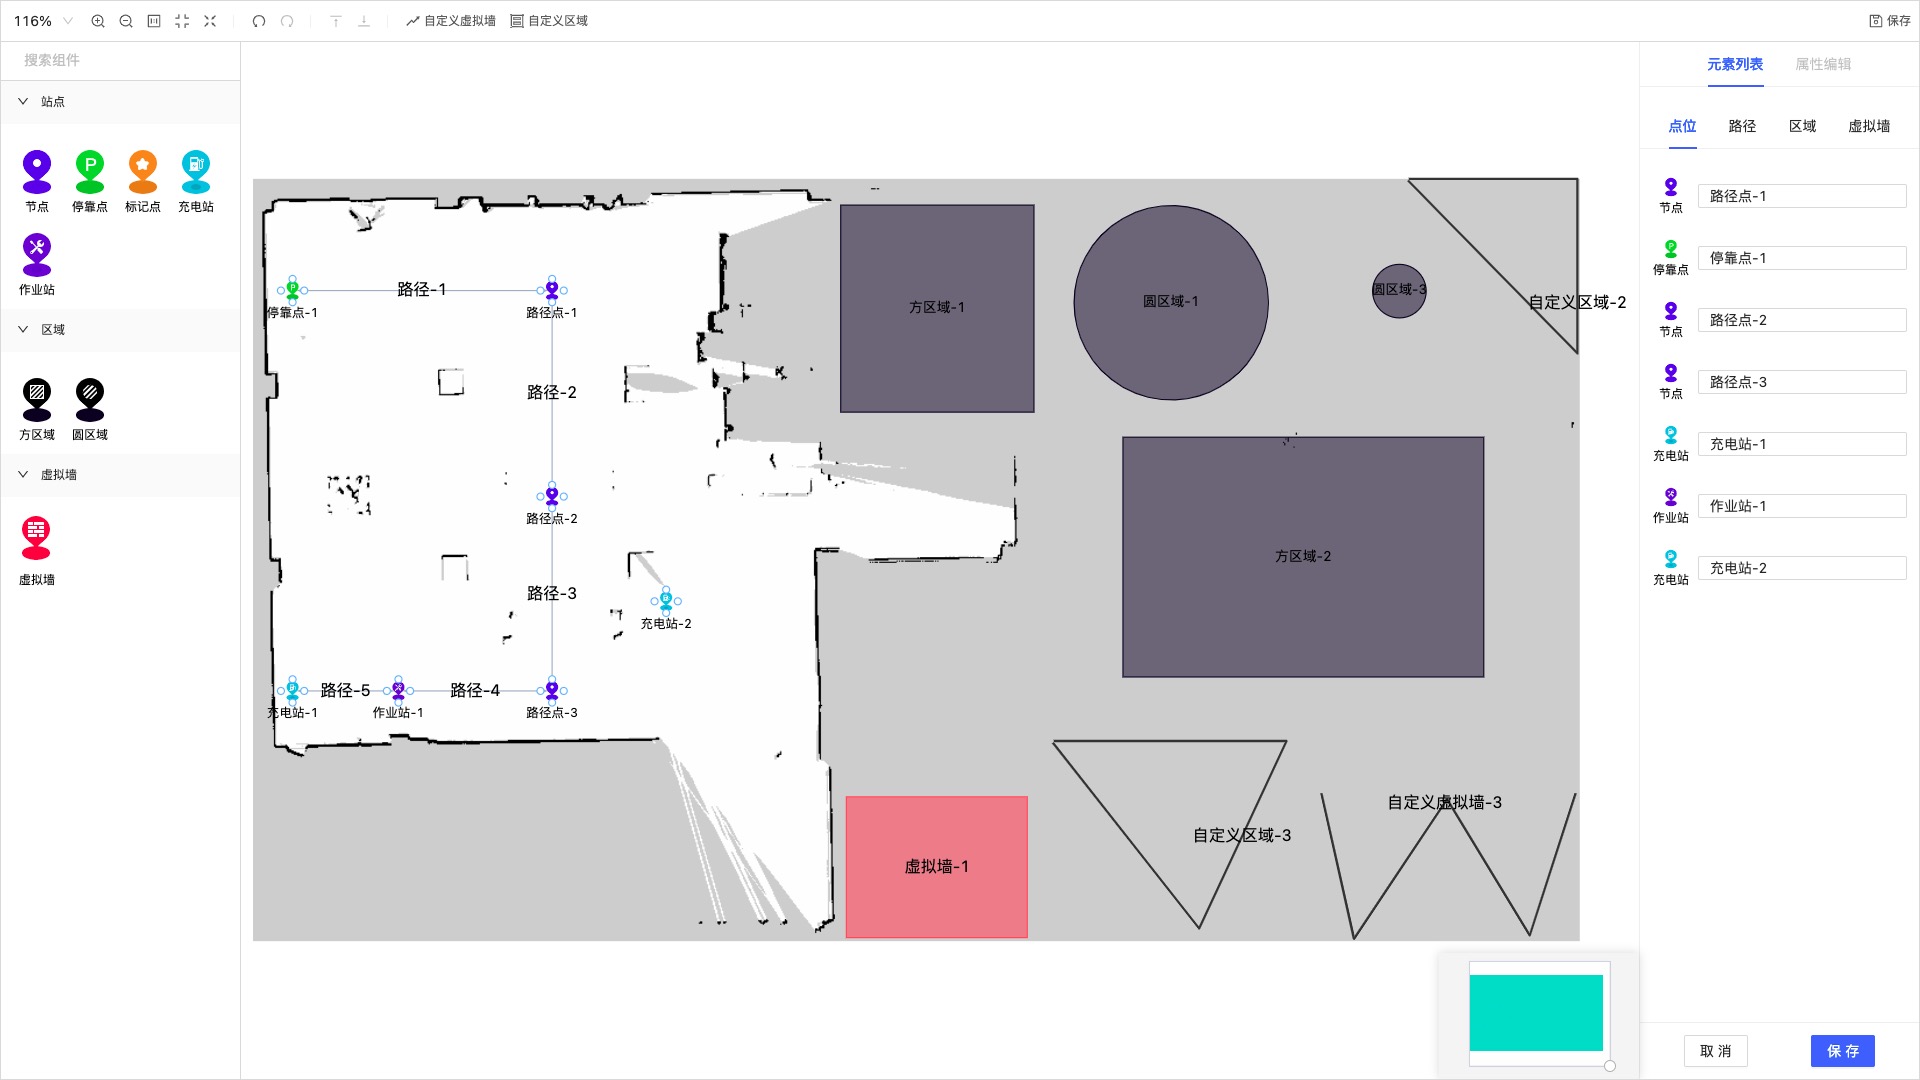 116%
自定义虚拟墙
自定义区域
保存
搜索组件
站点
节点
停靠点
标记点
充电站
作业站
区域
方区域
圆区域
虚拟墙
虚拟墙
停靠点-1
路径-1
路径点-1
路径-2
路径点-2
路径-3
充电站-2
充电站-1
路径-5
作业站-1
路径-4
路径点-3
方区域-1
圆区域-1
圆区域-3
自定义区域-2
方区域-2
虚拟墙-1
自定义区域-3
自定义虚拟墙-3
元素列表
属性编辑
点位
路径
区域
虚拟墙
节点
路径点-1
停靠点
停靠点-1
节点
路径点-2
节点
路径点-3
充电站
充电站-1
作业站
作业站-1
充电站
充电站-2
取 消
保 存